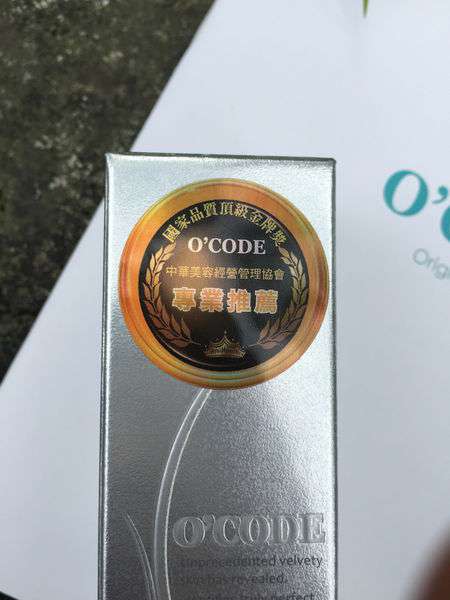 國家品質頂級金牌獎
O'CODE
中華美容經營管理協會
專業推薦
O'CODE
Unprecedented velvety
skin has revealed.
Perfect
O'C
Orig